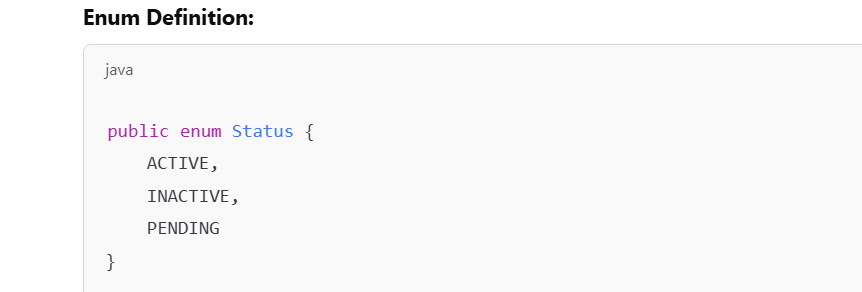 Enum Definition:
java
public enum Status {
    ACTIVE,
    INACTIVE,
    PENDING
}